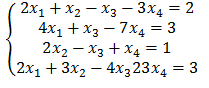 2x₁ + x₂ − x₃ − 3x₄ = 2
4x₁ + x₃ − 7x₄ = 3
2x₂ − x₃ + x₄ = 1
2x₁ + 3x₂ − 4x₃23x₄ = 3